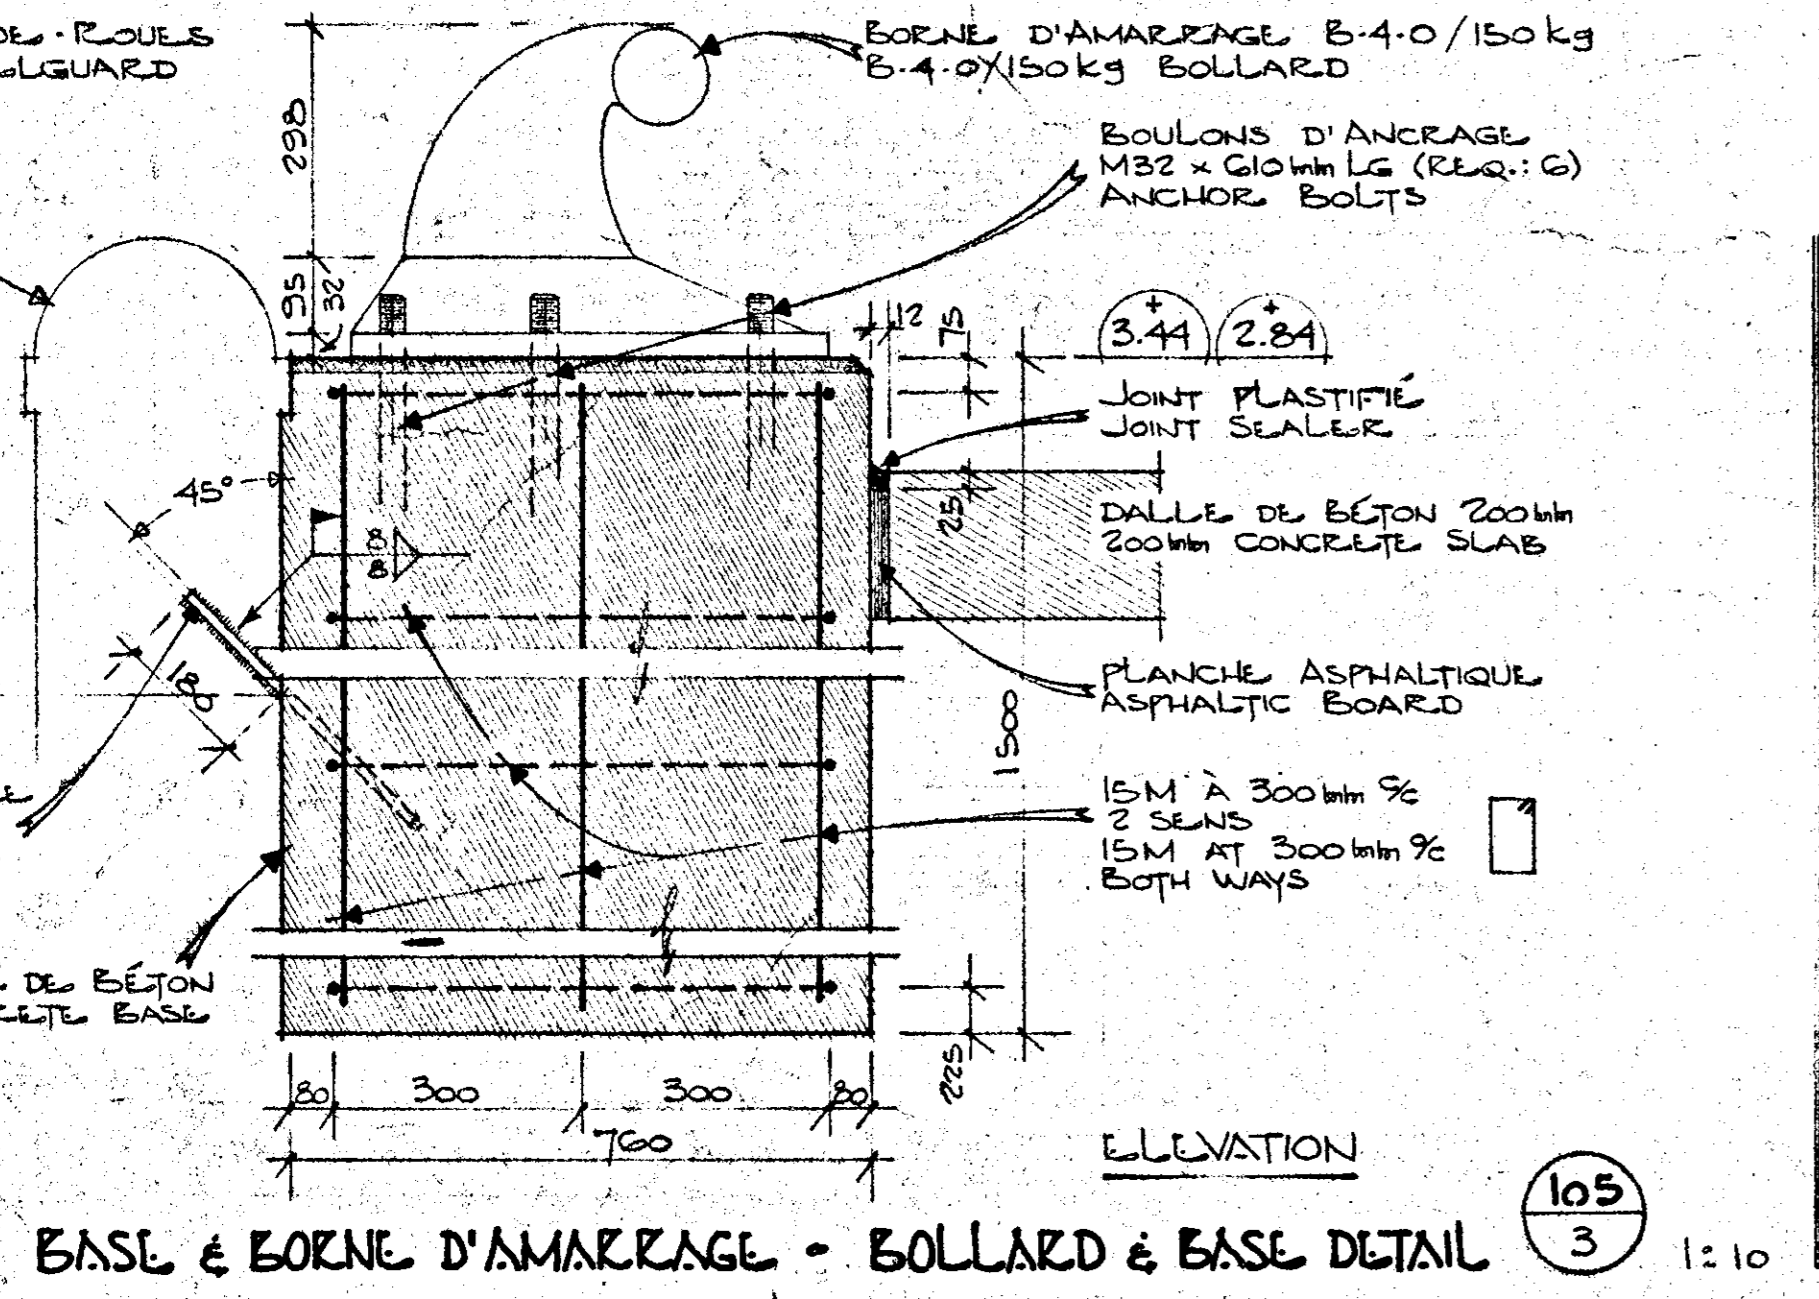 DE ROUES
BORNE D'AMARRAGE B-4-0/150 kg
B-4-0/150 kg BOLLARD
298
BOULONS D'ANCRAGE
M32 x 610 mm LG (REQ.: 6)
ANCHOR BOLTS
95
32
12
75
+
3.44
+
2.84
JOINT PLASTIFIÉ
JOINT SEALER
45°
25
DALLE DE BÉTON 200 mm
200 mm CONCRETE SLAB
8
8
180
PLANCHE ASPHALTIQUE
ASPHALTIC BOARD
1500
15M À 300 mm c/c
2 SENS
15M AT 300 mm c/c
BOTH WAYS
DE BÉTON
BASE
225
80
300
300
80
760
ELEVATION
BASE & BORNE D'AMARRAGE - BOLLARD & BASE DETAIL
105
3
1:10